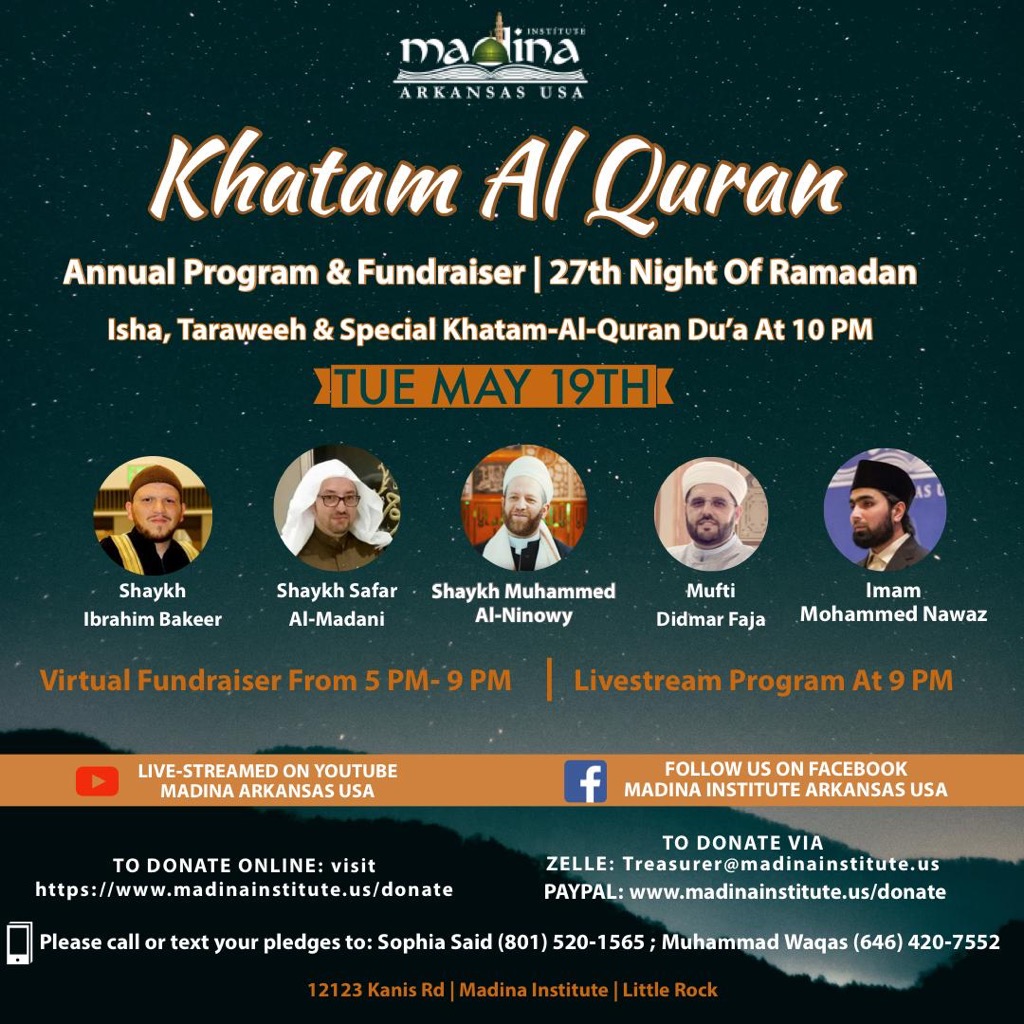 INSTITUTE
madina
ARKANSAS USA
Khatam Al Quran
Annual Program & Fundraiser | 27th Night Of Ramadan
Isha, Taraweeh & Special Khatam-Al-Quran Du’a At 10 PM
TUE MAY 19TH
Shaykh
Ibrahim Bakeer
Shaykh Safar
Al-Madani
Shaykh Muhammed
Al-Ninowy
Mufti
Didmar Faja
Imam
Mohammed Nawaz
Virtual Fundraiser From 5 PM- 9 PM | Livestream Program At 9 PM
LIVE-STREAMED ON YOUTUBE
MADINA ARKANSAS USA
FOLLOW US ON FACEBOOK
MADINA INSTITUTE ARKANSAS USA
TO DONATE ONLINE: visit
https://www.madinainstitute.us/donate
TO DONATE VIA
ZELLE: Treasurer@madinainstitute.us
PAYPAL: www.madinainstitute.us/donate
Please call or text your pledges to: Sophia Said (801) 520-1565 ; Muhammad Waqas (646) 420-7552
12123 Kanis Rd | Madina Institute | Little Rock